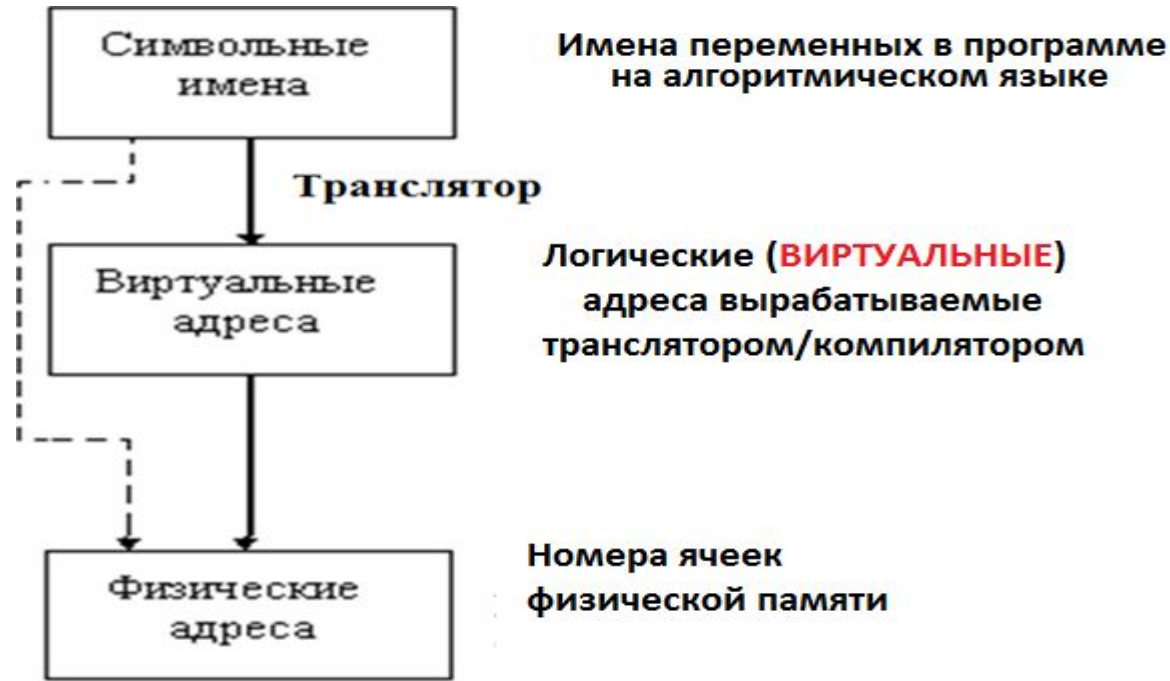 Символьные
имена
Имена переменных в программе
на алгоритмическом языке
Транслятор
Виртуальные
адреса
Логические (ВИРТУАЛЬНЫЕ)
адреса вырабатываемые
транслятором/компилятором
Физические
адреса
Номера ячеек
физической памяти